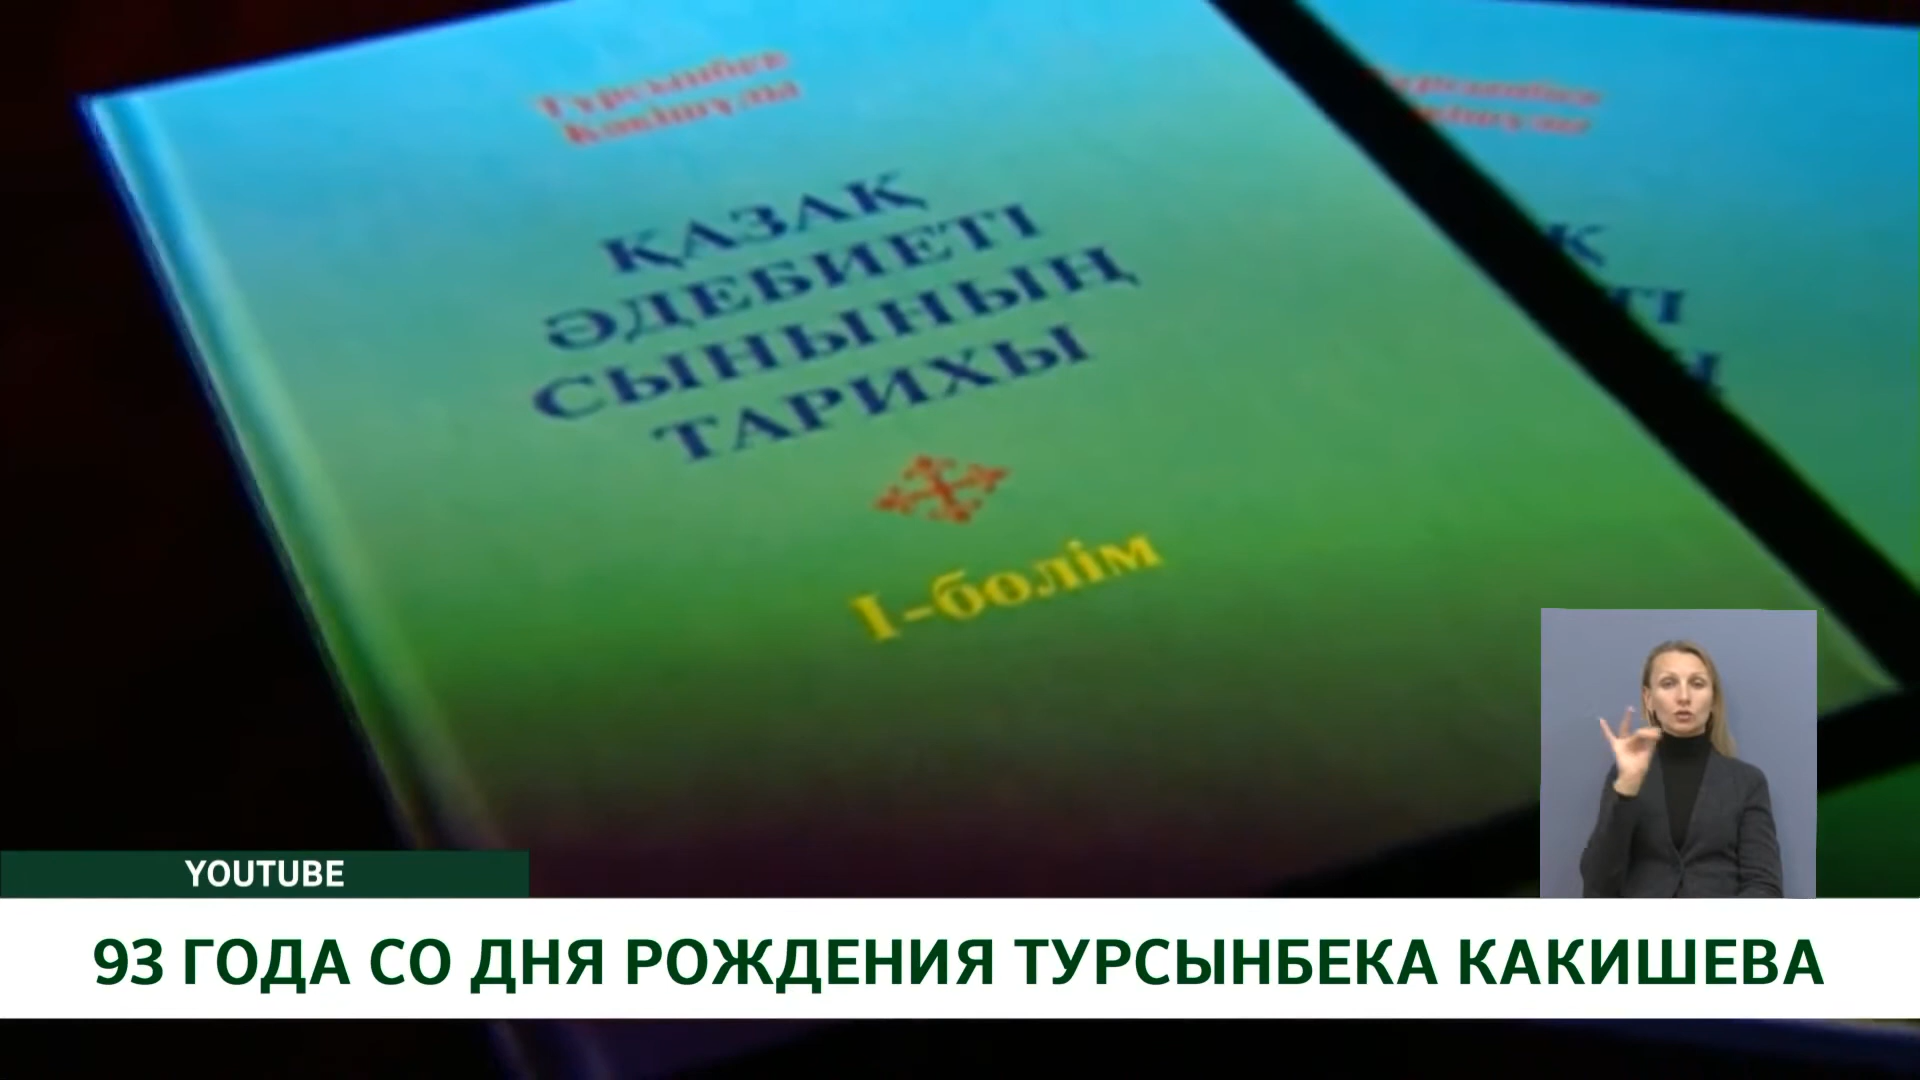 Тұрсынбек
Кәкішұлы
ҚАЗАҚ
ӘДЕБИЕТІ
СЫНЫНЫҢ
ТАРИХЫ
І-бөлім
YOUTUBE
93 ГОДА СО ДНЯ РОЖДЕНИЯ ТУРСЫНБЕКА КАКИШЕВА